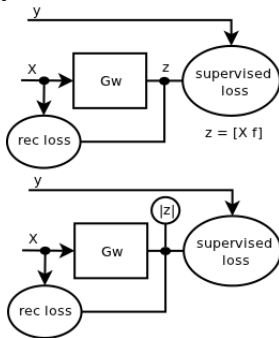 y
X
Gw
z
supervised
loss
rec loss
z = [X f]
y
|z|
X
Gw
supervised
loss
rec loss